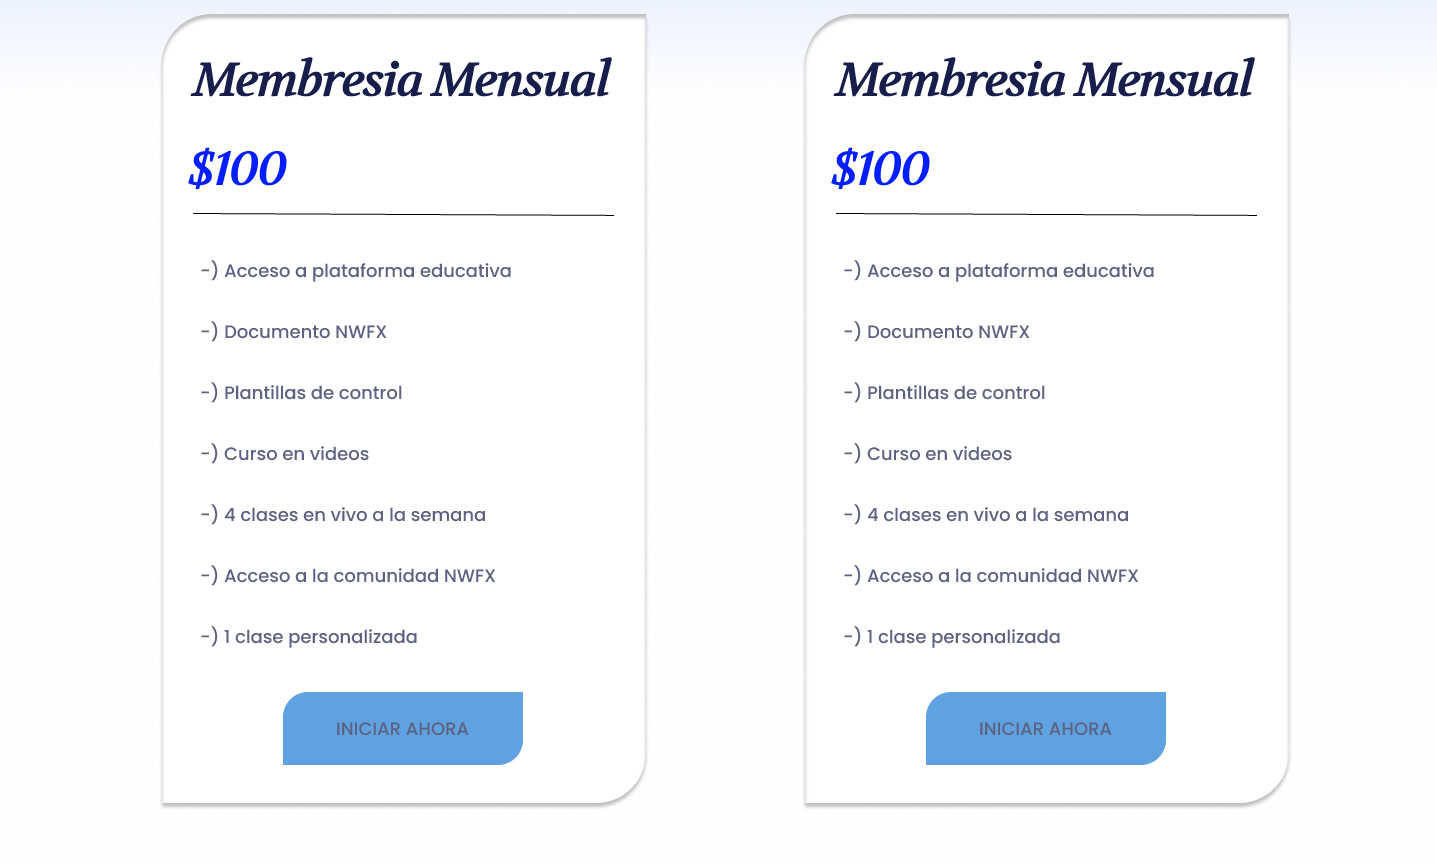 Membresia Mensual
$100
-) Acceso a plataforma educativa
-) Documento NWFX
-) Plantillas de control
-) Curso en videos
-) 4 clases en vivo a la semana
-) Acceso a la comunidad NWFX
-) 1 clase personalizada
INICIAR AHORA
Membresia Mensual
$100
-) Acceso a plataforma educativa
-) Documento NWFX
-) Plantillas de control
-) Curso en videos
-) 4 clases en vivo a la semana
-) Acceso a la comunidad NWFX
-) 1 clase personalizada
INICIAR AHORA